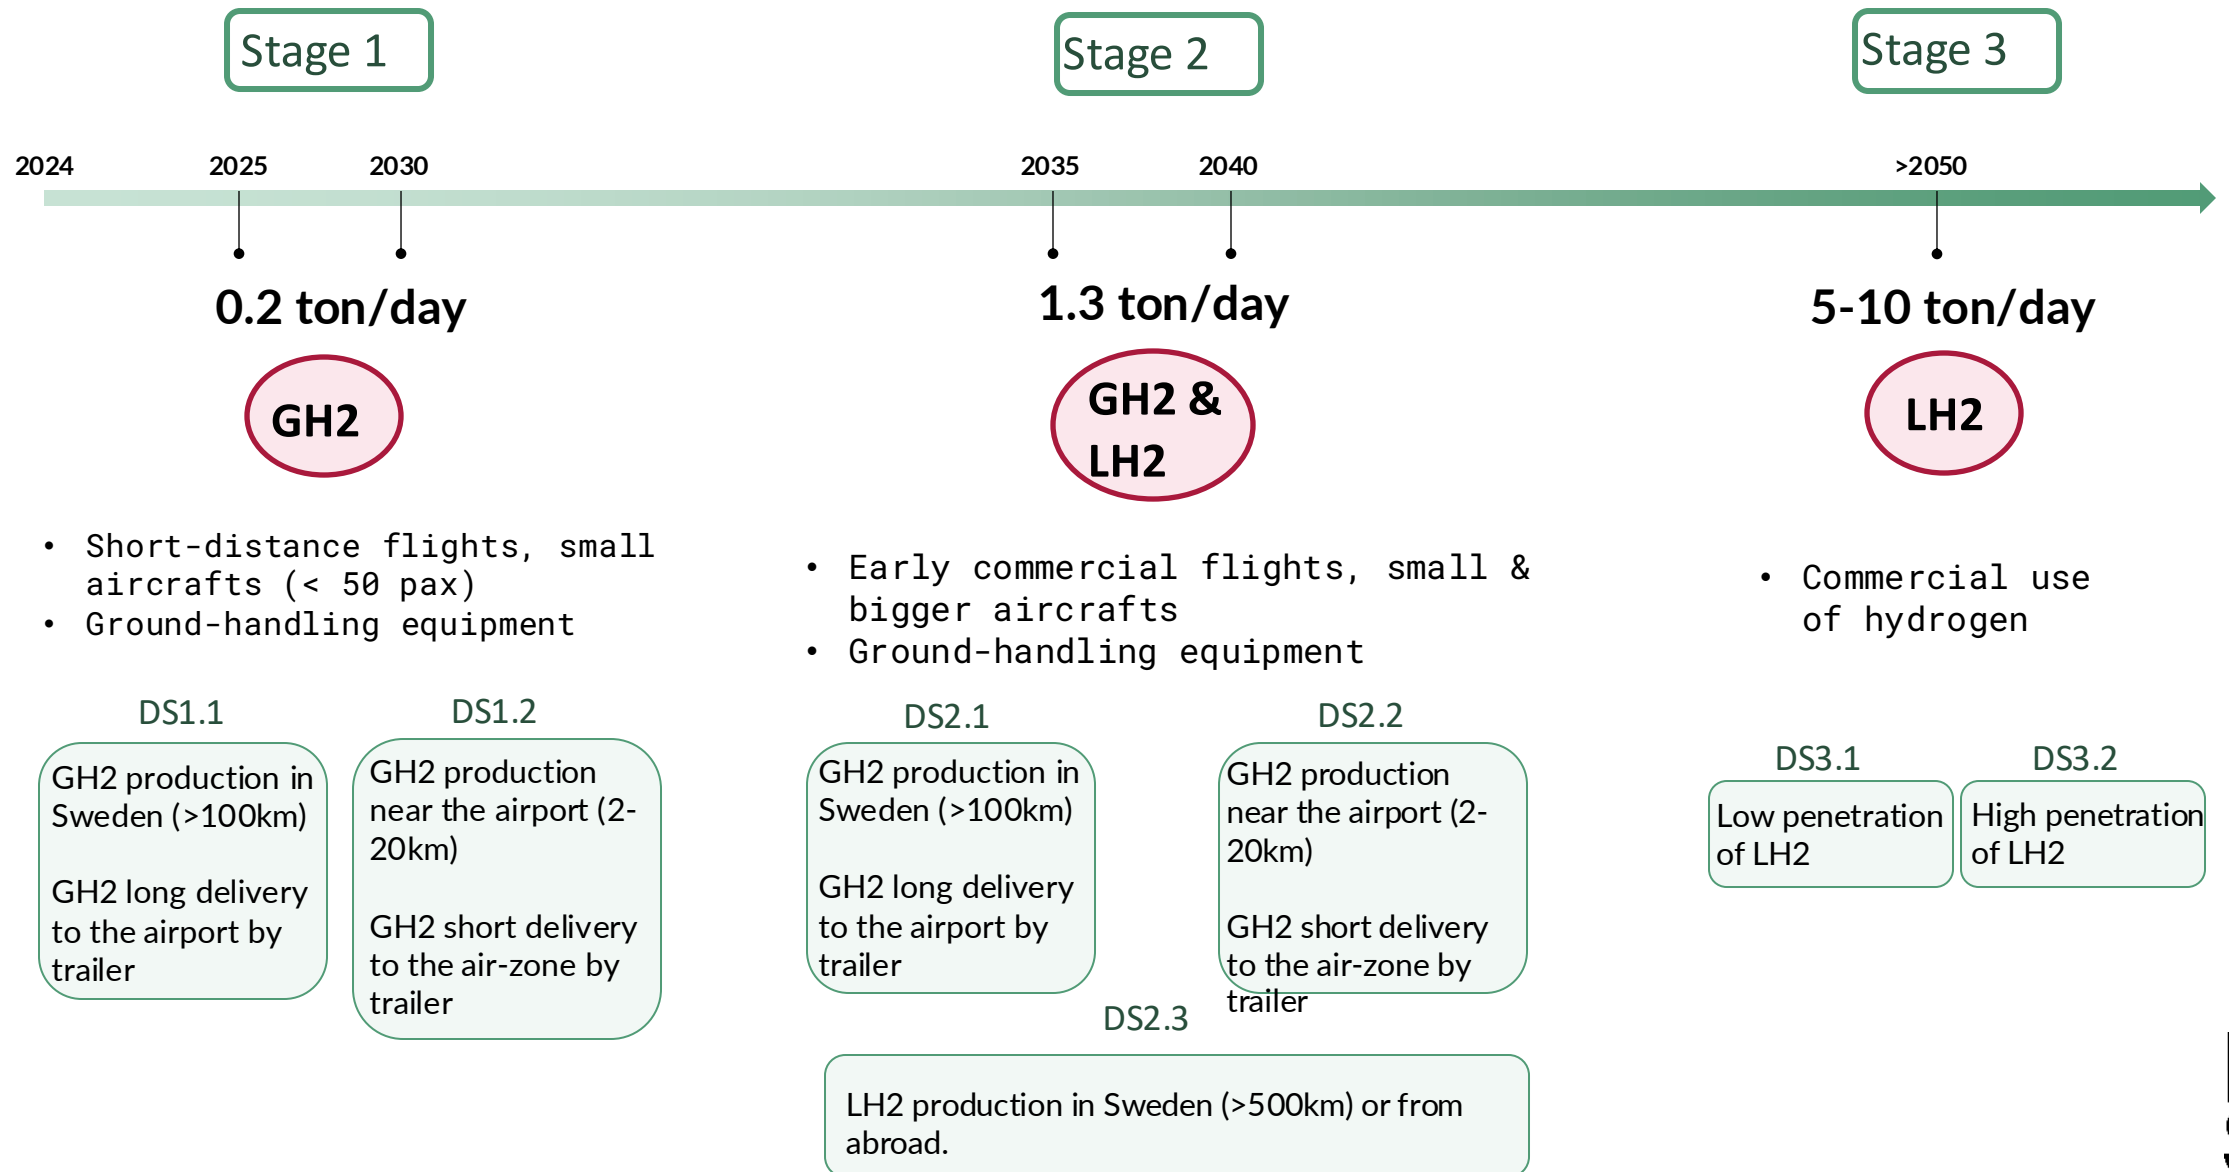 Stage 1
Stage 2
Stage 3
2024
2025
2030
2035
2040
>2050
0.2 ton/day
1.3 ton/day
5-10 ton/day
GH2
GH2 &
LH2
LH2
• Short-distance flights, small
aircrafts (< 50 pax)
• Ground-handling equipment
• Early commercial flights, small &
bigger aircrafts
• Ground-handling equipment
• Commercial use
of hydrogen
DS1.1
GH2 production in
Sweden (>100km)
GH2 long delivery
to the airport by
trailer
DS1.2
GH2 production
near the airport (2-
20km)
GH2 short delivery
to the air-zone by
trailer
DS2.1
GH2 production in
Sweden (>100km)
GH2 long delivery
to the airport by
trailer
DS2.2
GH2 production
near the airport (2-
20km)
GH2 short delivery
to the air-zone by
trailer
DS2.3
LH2 production in Sweden (>500km) or from
abroad.
DS3.1
Low penetration
of LH2
DS3.2
High penetration
of LH2